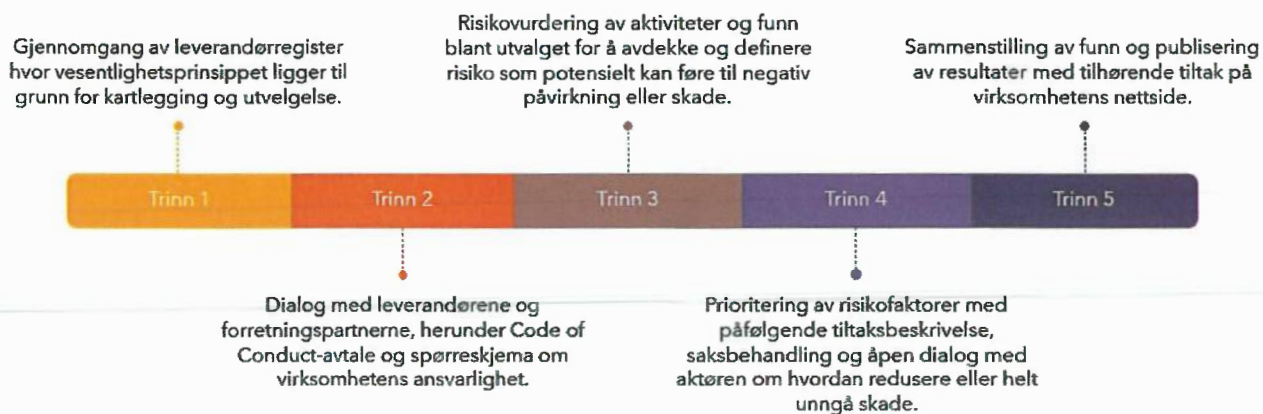 Gjennomgang av leverandørregister
hvor vesentlighetsprinsippet ligger til
grunn for kartlegging og utvelgelse.
Risikovurdering av aktiviteter og funn
blant utvalget for å avdekke og definere
risiko som potensielt kan føre til negativ
påvirkning eller skade.
Sammenstilling av funn og publisering
av resultater med tilhørende tiltak på
virksomhetens nettside.
Trinn 1
Trinn 2
Trinn 3
Trinn 4
Trinn 5
Dialog med leverandørene og
forretningspartnerne, herunder Code of
Conduct-avtale og spørreskjema om
virksomhetens ansvarlighet.
Prioritering av risikofaktorer med
påfølgende tiltaksbeskrivelse,
saksbehandling og åpen dialog med
aktøren om hvordan redusere eller helt
unngå skade.